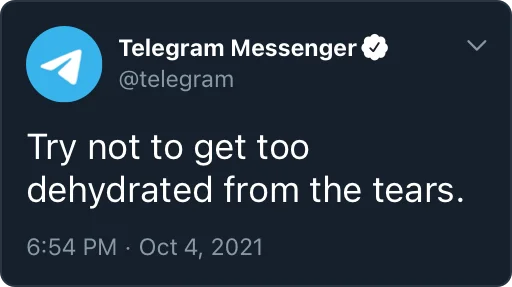 Telegram Messenger
@telegram
Try not to get too
dehydrated from the tears.
6:54 PM · Oct 4, 2021